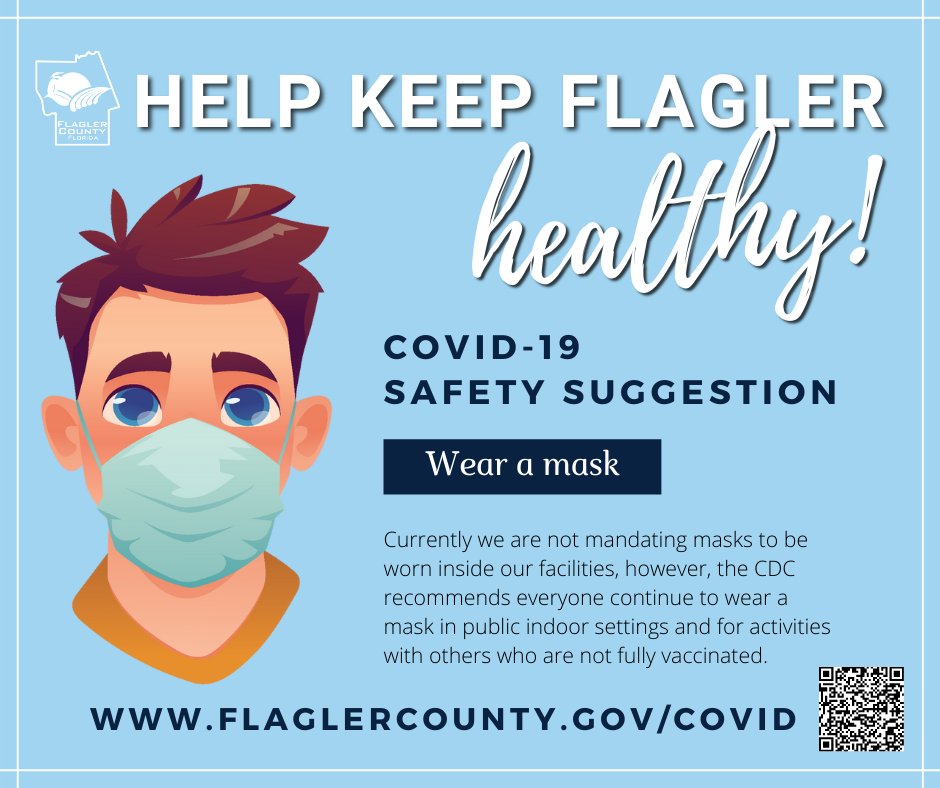 FLAGLER
COUNTY
FLORIDA
HELP KEEP FLAGLER
healthy!
COVID-19
SAFETY SUGGESTION
Wear a mask
Currently we are not mandating masks to be
worn inside our facilities, however, the CDC
recommends everyone continue to wear a
mask in public indoor settings and for activities
with others who are not fully vaccinated.
WWW.FLAGLERCOUNTY.GOV/COVID